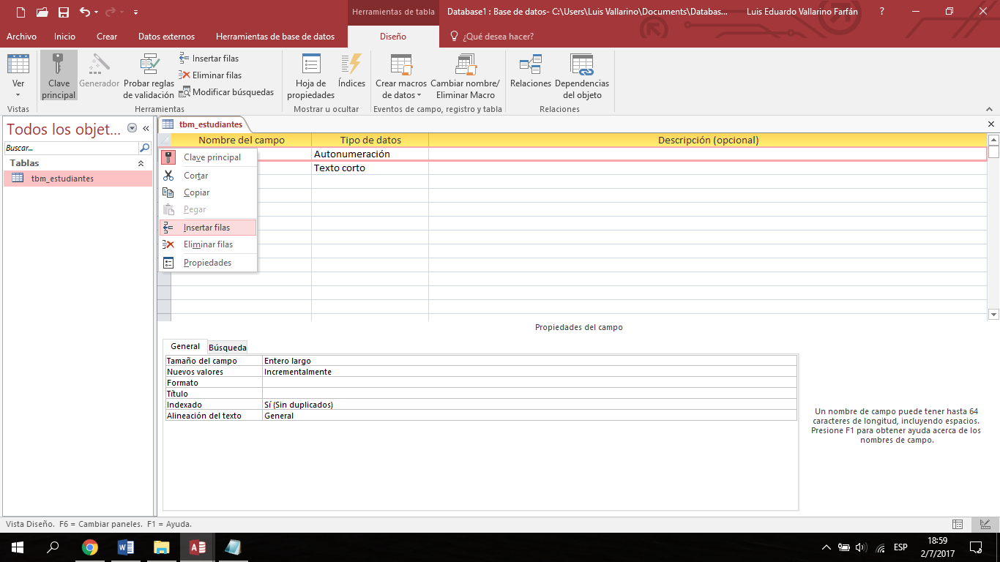 Herramientas de tabla
Database1 : Base de datos- C:\Users\Luis Vallarino\Documents\Databas...
Luis Eduardo Vallarino Farfán
?
Archivo
Inicio
Crear
Datos externos
Herramientas de base de datos
Diseño
¿Qué desea hacer?
Ver
Clave
principal
Generador
Probar reglas
de validación
Insertar filas
Eliminar filas
Modificar búsquedas
Hoja de
propiedades
Índices
Crear macros
de datos
Cambiar nombre/
Eliminar Macro
Relaciones
Dependencias
del objeto
Vistas
Herramientas
Mostrar u ocultar
Eventos de campo, registro y tabla
Relaciones
Todos los objet...
Buscar...
Tablas
tbm_estudiantes
tbm_estudiantes
Nombre del campo
Tipo de datos
Descripción (opcional)
Autonumeración
Texto corto
Clave principal
Cortar
Copiar
Pegar
Insertar filas
Eliminar filas
Propiedades
Propiedades del campo
General
Búsqueda
Tamaño del campo
Entero largo
Nuevos valores
Incrementalmente
Formato
Título
Indexado
Sí (Sin duplicados)
Alineación del texto
General
Un nombre de campo puede tener hasta 64
caracteres de longitud, incluyendo espacios.
Presione F1 para obtener ayuda acerca de los
nombres de campo.
Vista Diseño. F6 = Cambiar paneles. F1 = Ayuda.
ESP
18:59
2/7/2017